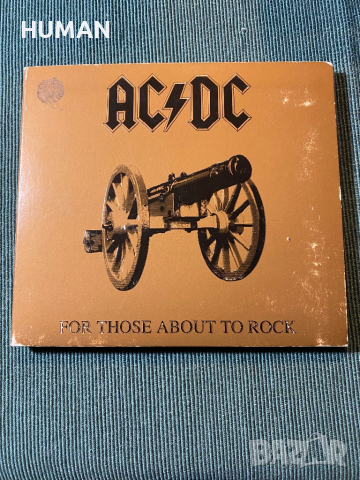 HUMAN
AC⚡DC
FOR THOSE ABOUT TO ROCK
BAZAR